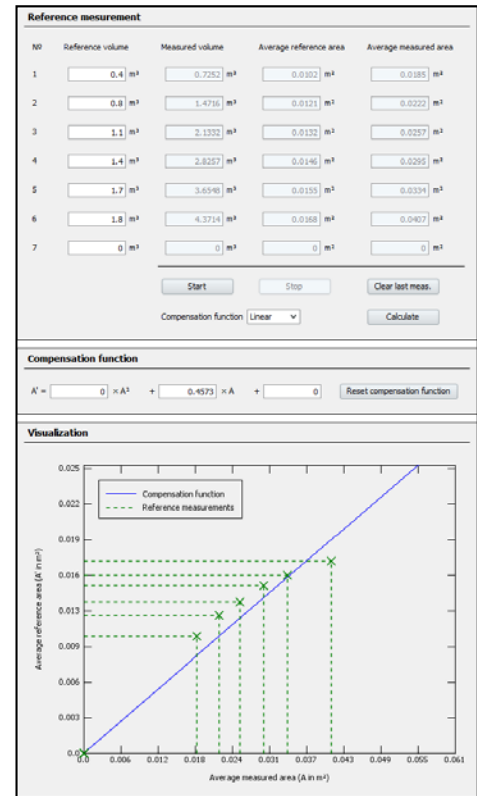 Reference mesurement
Nº Reference volume Measured volume Average reference area Average measured area
1 0.4 m³ 0.7252 m³ 0.0102 m² 0.0185 m²
2 0.8 m³ 1.4716 m³ 0.0121 m² 0.0222 m²
3 1.1 m³ 2.1332 m³ 0.0132 m² 0.0257 m²
4 1.4 m³ 2.8257 m³ 0.0146 m² 0.0295 m²
5 1.7 m³ 3.6548 m³ 0.0155 m² 0.0334 m²
6 1.8 m³ 4.3714 m³ 0.0168 m² 0.0407 m²
7 0 m³ 0 m³ 0 m² 0 m²
Start Stop Clear last meas.
Compensation function Linear Calculate
Compensation function
A' = 0 × A² + 0.4573 × A + 0 Reset compensation function
Visualization
0.025
0.022
0.019
0.016
0.013
0.009
0.006
0.003
0.0
Compensation function
Reference measurements
Average reference area (A' in m²)
0.0 0.006 0.012 0.018 0.024 0.031 0.037 0.043 0.049 0.055 0.061
Average measured area (A in m²)